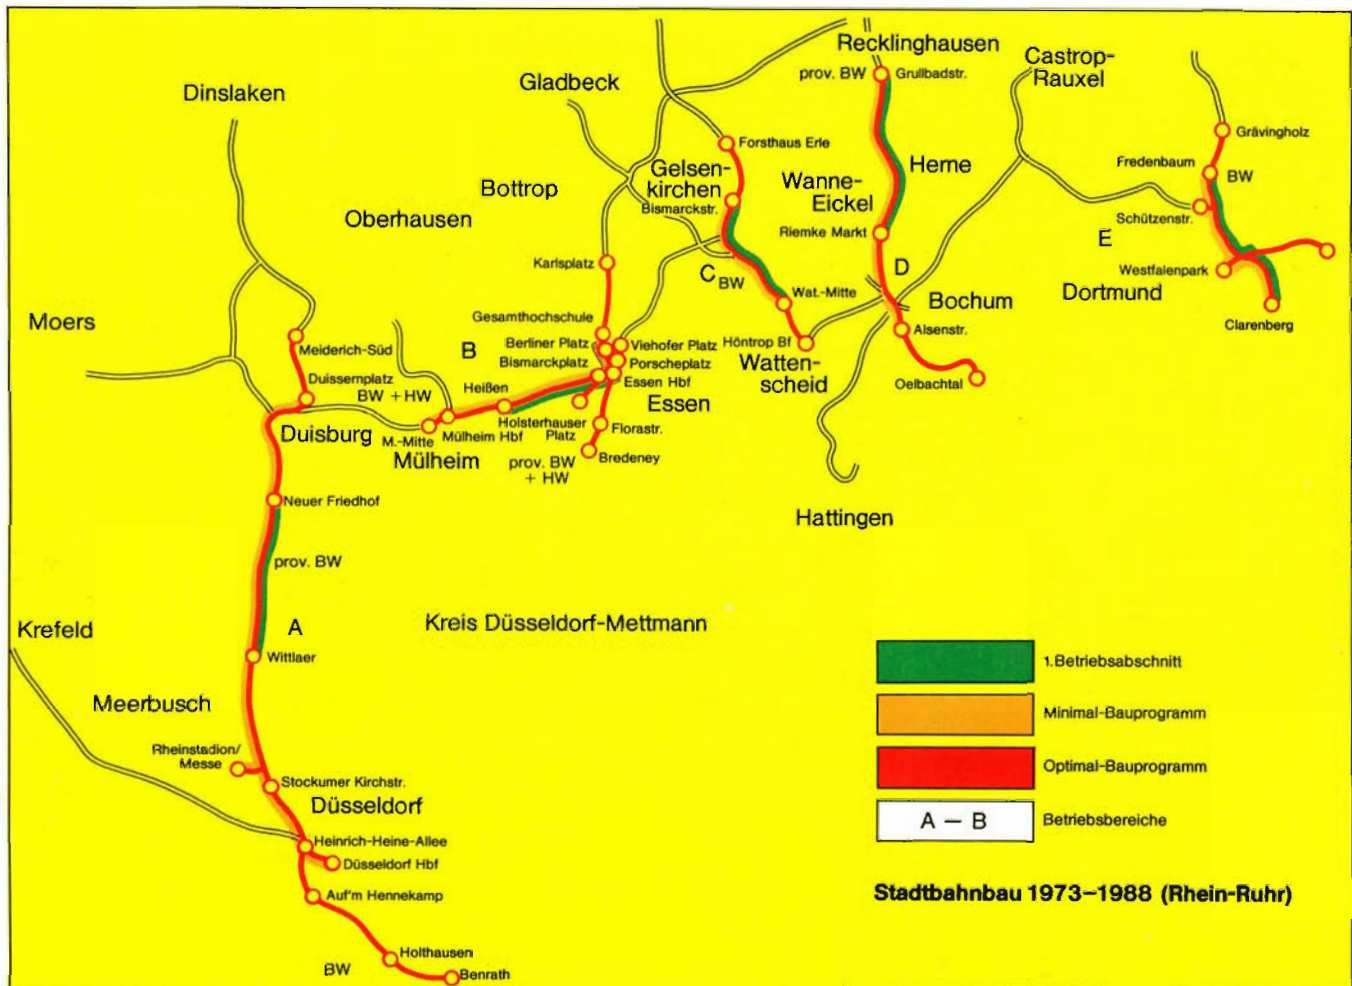 Recklinghausen
prov. BW
Grullbadstr.
Castrop-
Rauxel
Dinslaken
Gladbeck
Forsthaus Erle
Grävingholz
Gelsen-
kirchen
Bismarckstr.
Wanne-
Eickel
Herne
Fredenbaum
BW
Bottrop
Oberhausen
Riemke Markt
Schützenstr.
E
Karlsplatz
C BW
D
Westfalenpark
Dortmund
Wat.-Mitte
Bochum
Clarenberg
Moers
Gesamthochschule
Berliner Platz
Viehofer Platz
Höntrop Bf
Alsenstr.
B
Bismarckplatz
Porscheplatz
Watten-
scheid
Meiderich-Süd
Duissernplatz
BW + HW
Heißen
Essen Hbf
Essen
Oelbachtal
Duisburg
M.-Mitte
Mülheim Hbf
Holsterhauser
Platz
Florastr.
Mülheim
prov. BW
+ HW
Bredeney
Neuer Friedhof
Hattingen
prov. BW
Krefeld
A
Kreis Düsseldorf-Mettmann
Wittlaer
1.Betriebsabschnitt
Meerbusch
Minimal-Bauprogramm
Rheinstadion/
Messe
Stockumer Kirchstr.
Optimal-Bauprogramm
Düsseldorf
A — B
Betriebsbereiche
Heinrich-Heine-Allee
Düsseldorf Hbf
Auf'm Hennekamp
Stadtbahnbau 1973–1988 (Rhein-Ruhr)
Holthausen
BW
Benrath